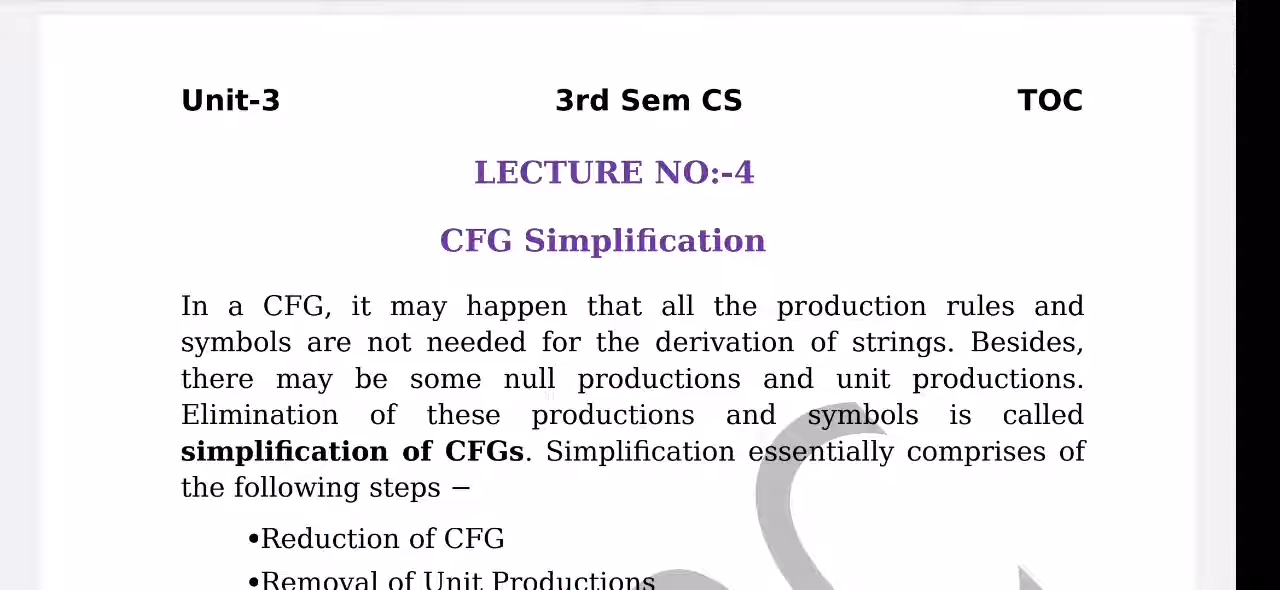 Unit-3 3rd Sem CS TOC
LECTURE NO:-4
CFG Simplification
In a CFG, it may happen that all the production rules and
symbols are not needed for the derivation of strings. Besides,
there may be some null productions and unit productions.
Elimination of these productions and symbols is called
simplification of CFGs. Simplification essentially comprises of
the following steps −
•Reduction of CFG
•Removal of Unit Productions